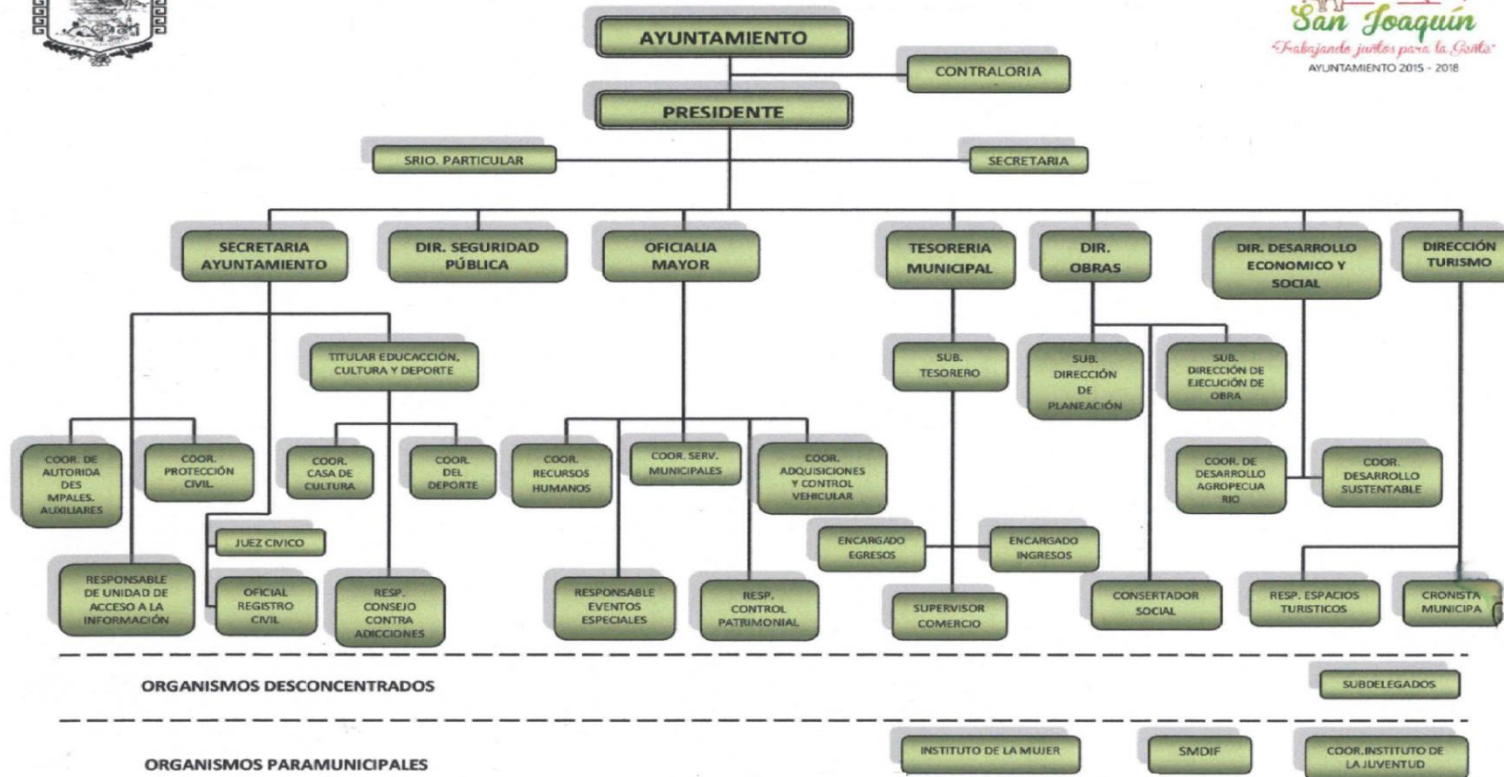 San Joaquín
"Trabajando juntos para la Gente"
AYUNTAMIENTO 2015 - 2018
AYUNTAMIENTO
CONTRALORIA
PRESIDENTE
SRIO. PARTICULAR
SECRETARIA
SECRETARIA
AYUNTAMIENTO
DIR. SEGURIDAD
PÚBLICA
OFICIALIA
MAYOR
TESORERIA
MUNICIPAL
DIR.
OBRAS
DIR. DESARROLLO
ECONOMICO Y
SOCIAL
DIRECCIÓN
TURISMO
TITULAR EDUCACCIÓN,
CULTURA Y DEPORTE
SUB.
TESORERO
SUB.
DIRECCIÓN
DE
PLANEACIÓN
SUB.
DIRECCIÓN DE
EJECUCIÓN DE
OBRA
COOR. DE
AUTORIDA
DES
MPALES.
AUXILIARES
COOR.
PROTECCIÓN
CIVIL.
COOR.
CASA DE
CULTURA
COOR.
DEL
DEPORTE
COOR.
RECURSOS
HUMANOS
COOR. SERV.
MUNICIPALES
COOR.
ADQUISICIONES
Y CONTROL
VEHICULAR
COOR. DE
DESARROLLO
AGROPECUA
RIO
COOR.
DESARROLLO
SUSTENTABLE
JUEZ CIVICO
ENCARGADO
EGRESOS
ENCARGADO
INGRESOS
RESPONSABLE
DE UNIDAD DE
ACCESO A LA
INFORMACIÓN
OFICIAL
REGISTRO
CIVIL
RESP.
CONSEJO
CONTRA
ADICCIONES
RESPONSABLE
EVENTOS
ESPECIALES
RESP.
CONTROL
PATRIMONIAL
SUPERVISOR
COMERCIO
CONSERTADOR
SOCIAL
RESP. ESPACIOS
TURISTICOS
CRONISTA
MUNICIPA
ORGANISMOS DESCONCENTRADOS
SUBDELEGADOS
ORGANISMOS PARAMUNICIPALES
INSTITUTO DE LA MUJER
SMDIF
COOR.INSTITUTO DE
LA JUVENTUD